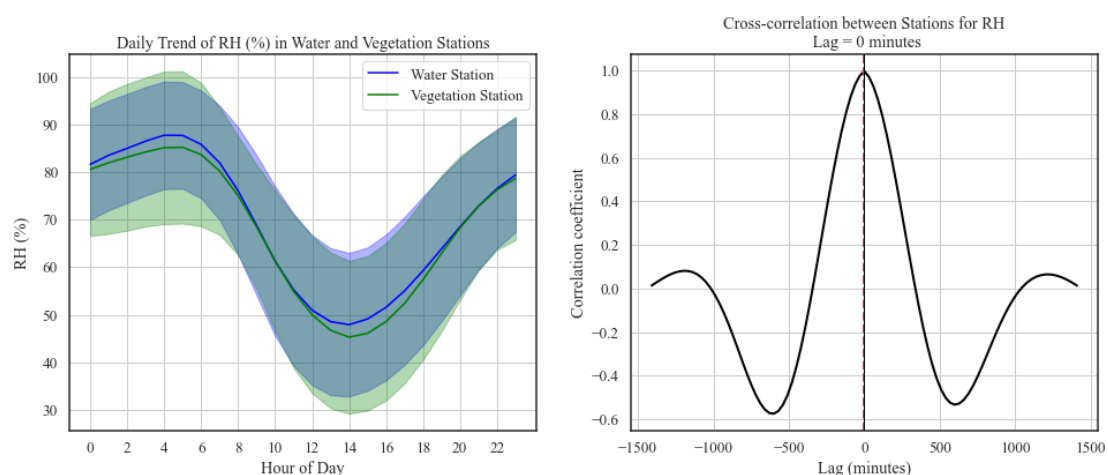 Daily Trend of RH (%) in Water and Vegetation Stations
Water Station
Vegetation Station
RH (%)
100
90
80
70
60
50
40
30
0 2 4 6 8 10 12 14 16 18 20 22
Hour of Day
Cross-correlation between Stations for RH
Lag = 0 minutes
Correlation coefficient
1.0
0.8
0.6
0.4
0.2
0.0
−0.2
−0.4
−0.6
−1500 −1000 −500 0 500 1000 1500
Lag (minutes)